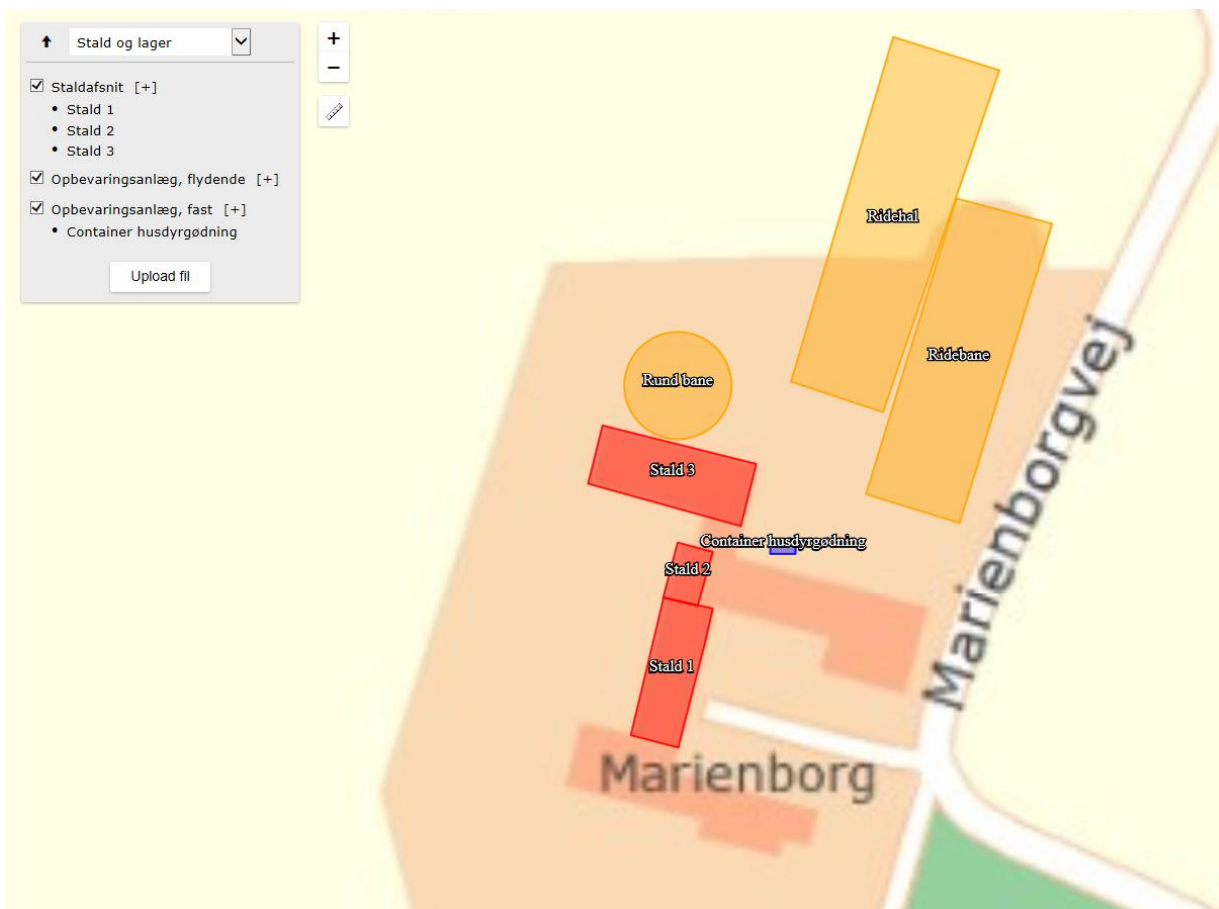 Stald og lager
Staldafsnit [+]
• Stald 1
• Stald 2
• Stald 3
Opbevaringsanlæg, flydende [+]
Opbevaringsanlæg, fast [+]
• Container husdyrgødning
Upload fil
+
−
Ridehal
Ridebane
Rund bane
Stald 3
Container husdyrgødning
Stald 2
Stald 1
Marienborgvej
Marienborg